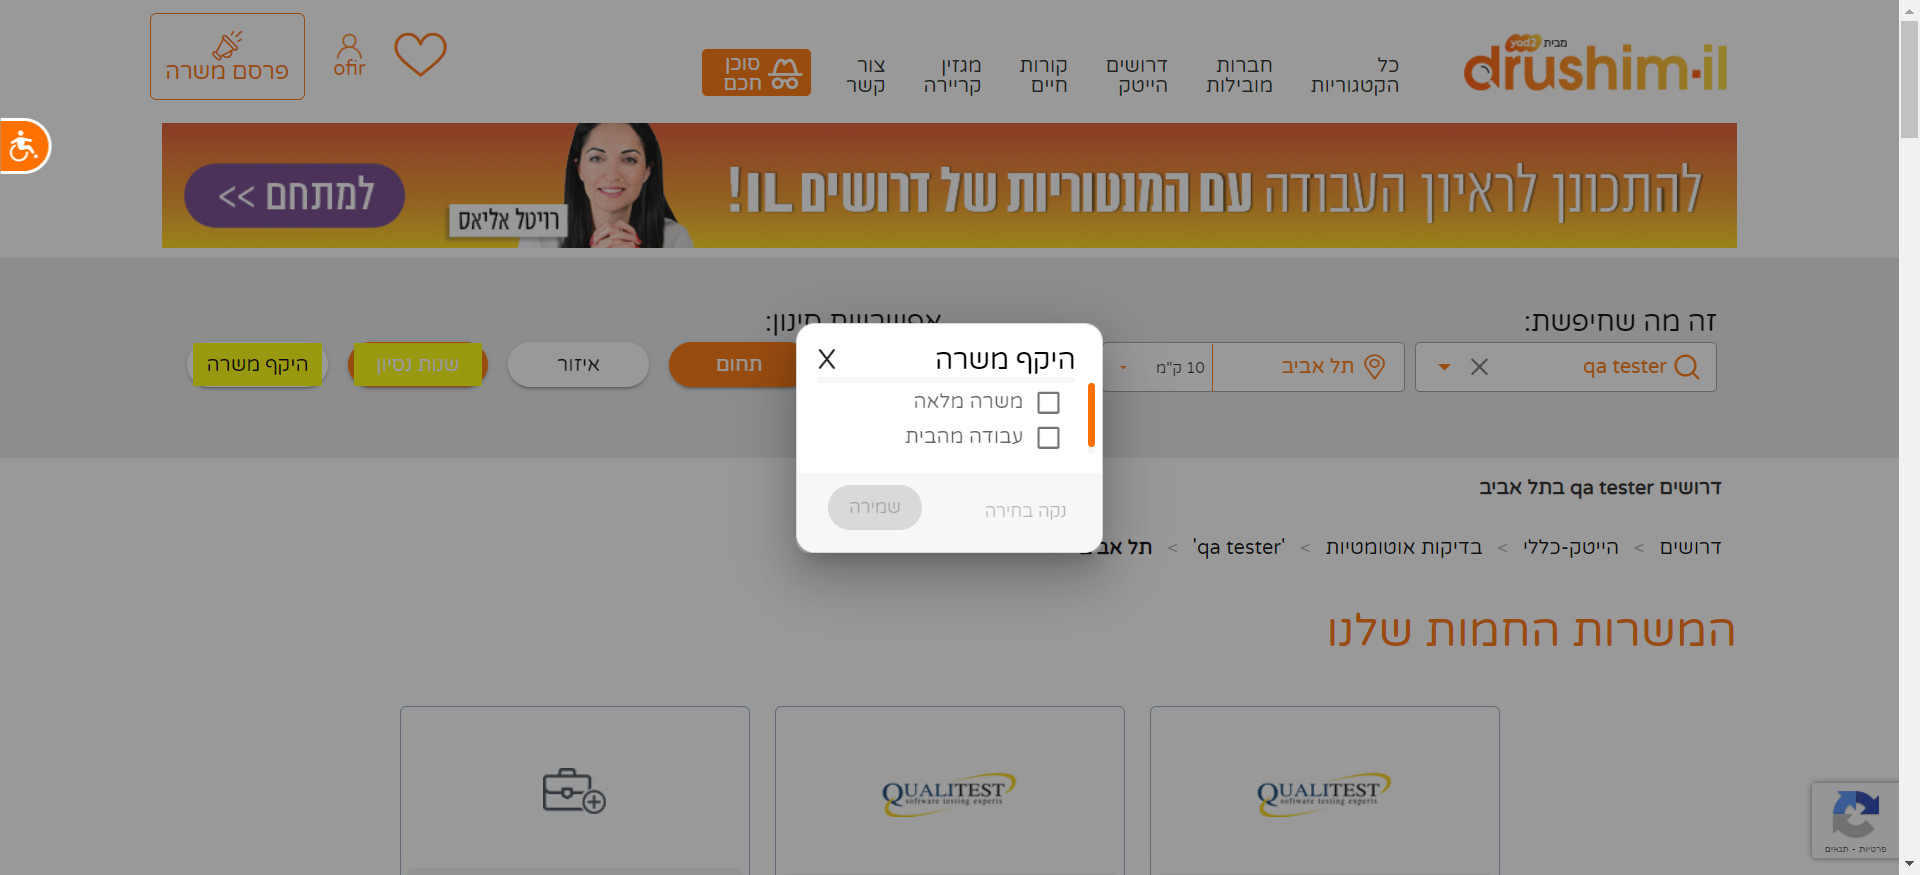 מבית yad2
drushim·il
כל הקטגוריות
חברות מובילות
דרושים הייטק
קורות חיים
מגזין קריירה
צור קשר
סוכן חכם
ofir
פרסם משרה
להתכונן לראיון העבודה עם המנטוריות של דרושים IL!
רויטל אליאס
למתחם >>
זה מה שחיפשת:
qa tester
תל אביב
10 ק"מ
תחום
איזור
שנות נסיון
היקף משרה
היקף משרה
X
משרה מלאה
עבודה מהבית
נקה בחירה
שמירה
דרושים qa tester בתל אביב
דרושים > הייטק-כללי > בדיקות אוטומטיות > 'qa tester' > תל אביב
המשרות החמות שלנו
QUALITEST
software testing experts
QUALITEST
software testing experts
פרטיות - תנאים